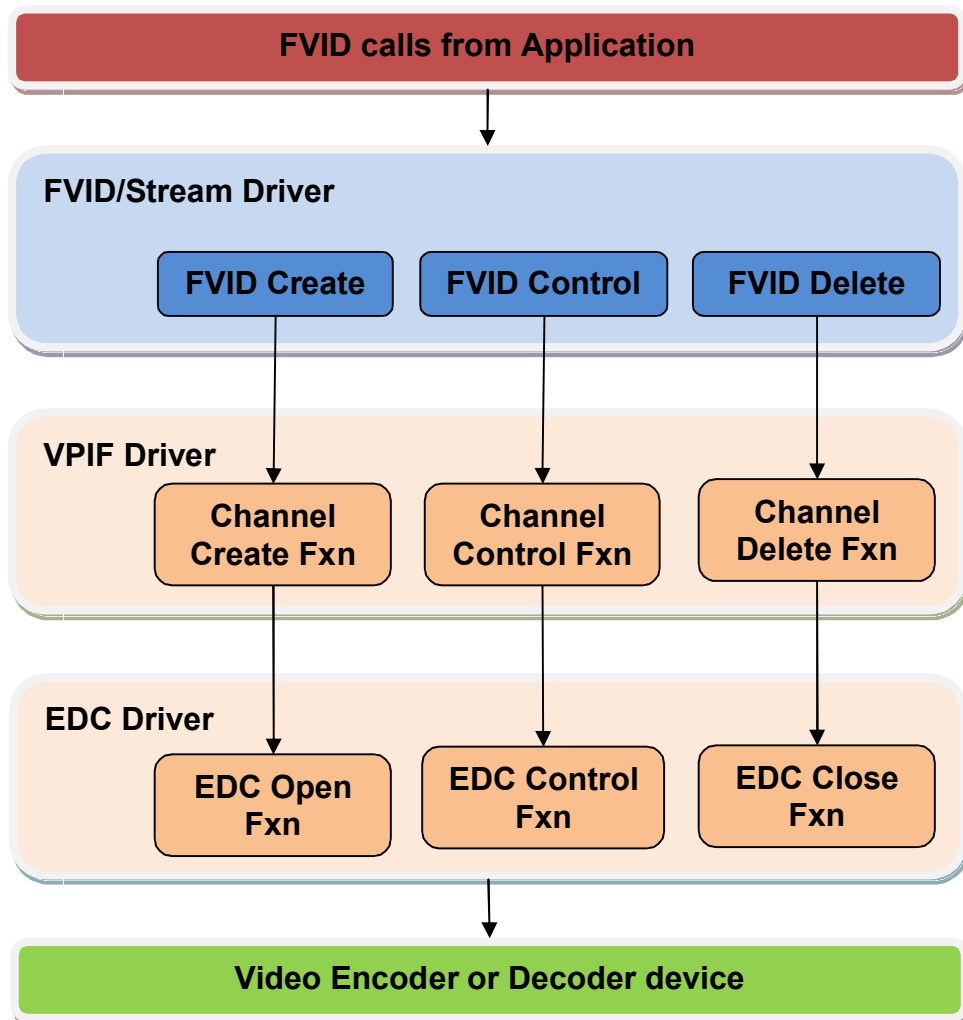 FVID calls from Application
FVID/Stream Driver
FVID Create
FVID Control
FVID Delete
VPIF Driver
Channel
Create Fxn
Channel
Control Fxn
Channel
Delete Fxn
EDC Driver
EDC Open
Fxn
EDC Control
Fxn
EDC Close
Fxn
Video Encoder or Decoder device